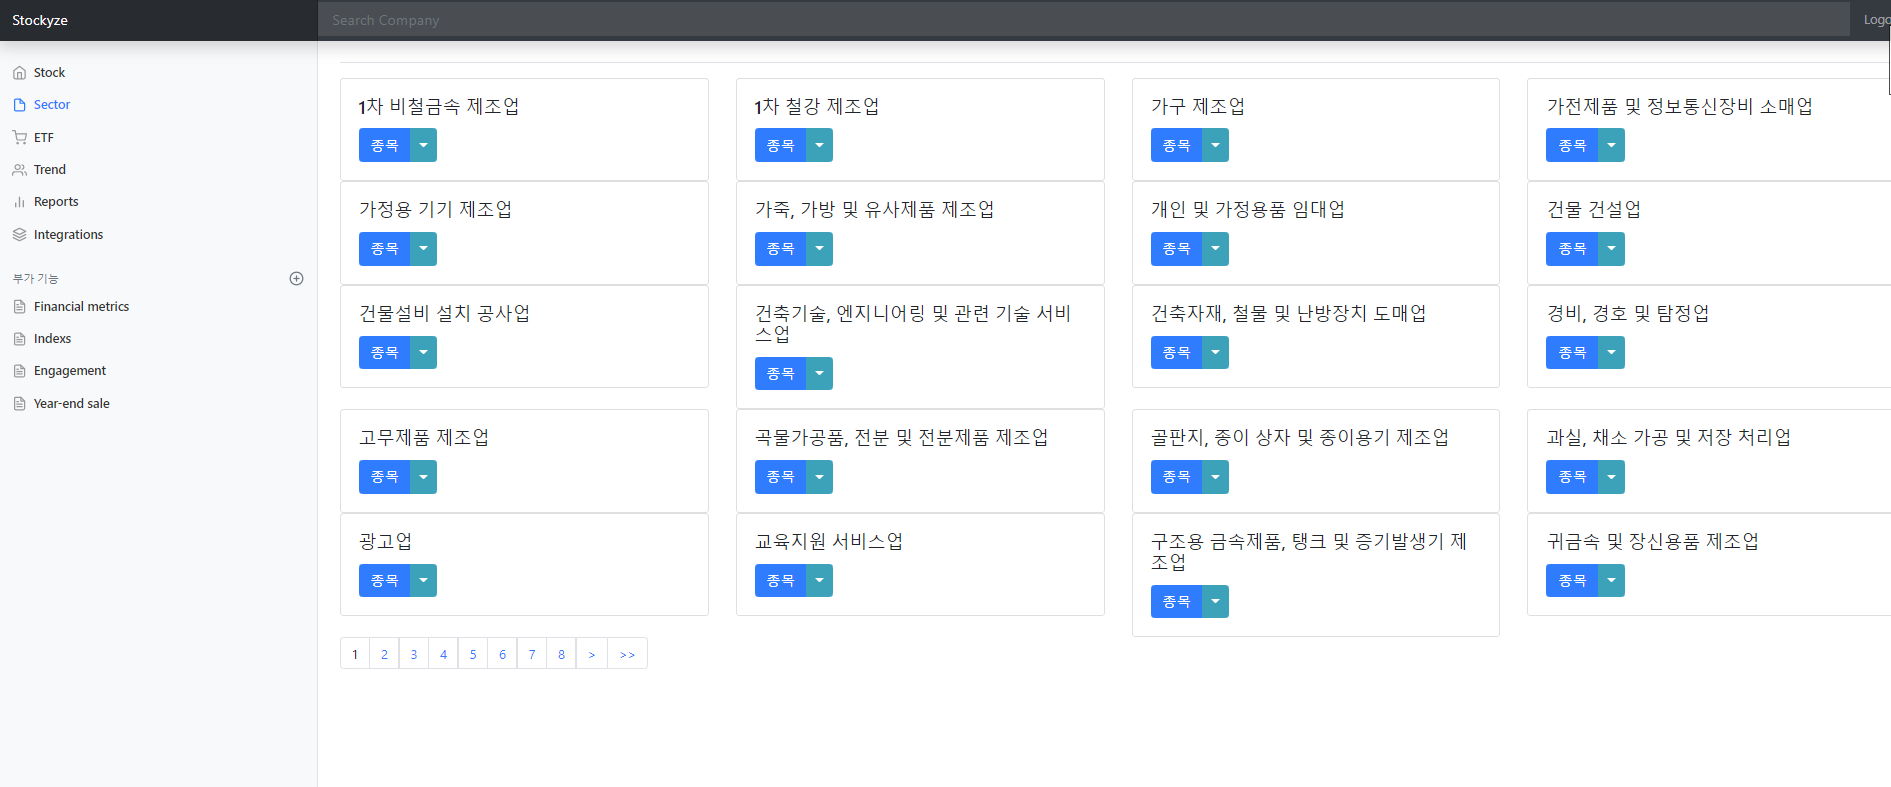 Stockyze
Search Company
Logo
Stock
Sector
ETF
Trend
Reports
Integrations
부가 기능
Financial metrics
Indexs
Engagement
Year-end sale
1차 비철금속 제조업
종목
1차 철강 제조업
종목
가구 제조업
종목
가전제품 및 정보통신장비 소매업
종목
가정용 기기 제조업
종목
가죽, 가방 및 유사제품 제조업
종목
개인 및 가정용품 임대업
종목
건물 건설업
종목
건물설비 설치 공사업
종목
건축기술, 엔지니어링 및 관련 기술 서비
스업
종목
건축자재, 철물 및 난방장치 도매업
종목
경비, 경호 및 탐정업
종목
고무제품 제조업
종목
곡물가공품, 전분 및 전분제품 제조업
종목
골판지, 종이 상자 및 종이용기 제조업
종목
과실, 채소 가공 및 저장 처리업
종목
광고업
종목
교육지원 서비스업
종목
구조용 금속제품, 탱크 및 증기발생기 제
조업
종목
귀금속 및 장신용품 제조업
종목
1 2 3 4 5 6 7 8 > >>